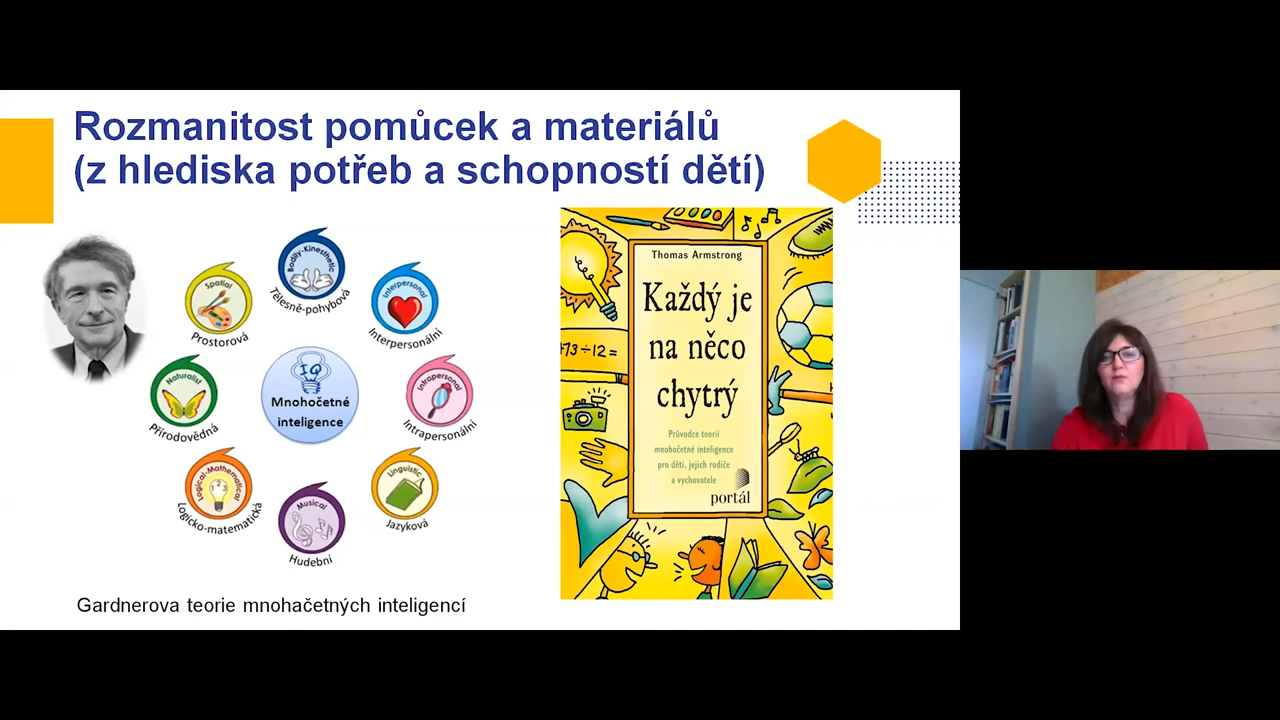 Rozmanitost pomůcek a materiálů
(z hlediska potřeb a schopností dětí)
Bodily-Kinesthetic
Tělesně-pohybová
Spatial
Prostorová
Interpersonal
Interpersonální
Naturalist
Přírodovědná
IQ
Mnohočetné
inteligence
Intrapersonal
Intrapersonální
Logical-Mathematical
Logicko-matematická
Linguistic
Jazyková
Musical
Hudební
Gardnerova teorie mnohačetných inteligencí
Thomas Armstrong
Každý je
na něco
chytrý
Průvodce teorií
mnohočetné inteligence
pro děti, jejich rodiče
a vychovatele
portál
473÷12=